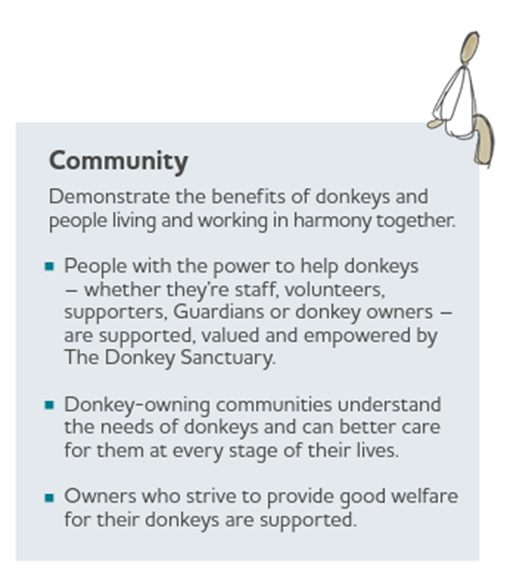 Community
Demonstrate the benefits of donkeys and
people living and working in harmony together.
People with the power to help donkeys
– whether they're staff, volunteers,
supporters, Guardians or donkey owners –
are supported, valued and empowered by
The Donkey Sanctuary.
Donkey-owning communities understand
the needs of donkeys and can better care
for them at every stage of their lives.
Owners who strive to provide good welfare
for their donkeys are supported.